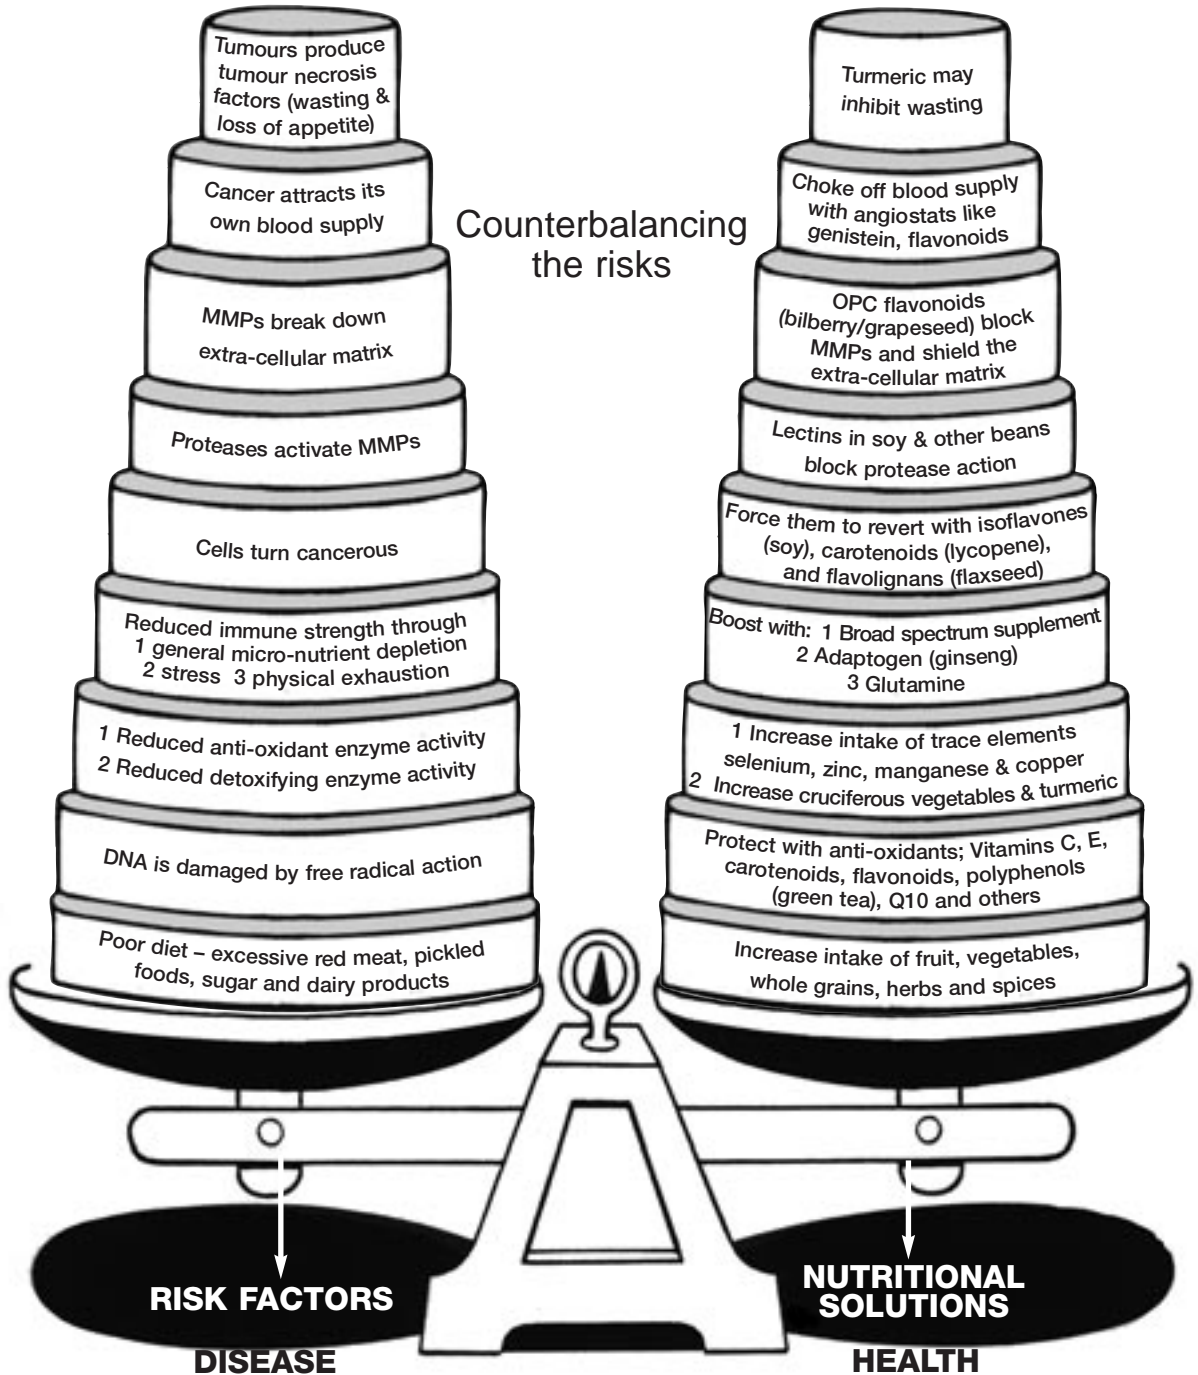 Counterbalancing
the risks
Tumours produce
tumour necrosis
factors (wasting &
loss of appetite)
Cancer attracts its
own blood supply
MMPs break down
extra-cellular matrix
Proteases activate MMPs
Cells turn cancerous
Reduced immune strength through
1 general micro-nutrient depletion
2 stress 3 physical exhaustion
1 Reduced anti-oxidant enzyme activity
2 Reduced detoxifying enzyme activity
DNA is damaged by free radical action
Poor diet – excessive red meat, pickled
foods, sugar and dairy products
RISK FACTORS
DISEASE
Turmeric may
inhibit wasting
Choke off blood supply
with angiostats like
genistein, flavonoids
OPC flavonoids
(bilberry/grapeseed) block
MMPs and shield the
extra-cellular matrix
Lectins in soy & other beans
block protease action
Force them to revert with isoflavones
(soy), carotenoids (lycopene),
and flavolignans (flaxseed)
Boost with: 1 Broad spectrum supplement
2 Adaptogen (ginseng)
3 Glutamine
1 Increase intake of trace elements
selenium, zinc, manganese & copper
2 Increase cruciferous vegetables & turmeric
Protect with anti-oxidants; Vitamins C, E,
carotenoids, flavonoids, polyphenols
(green tea), Q10 and others
Increase intake of fruit, vegetables,
whole grains, herbs and spices
NUTRITIONAL
SOLUTIONS
HEALTH